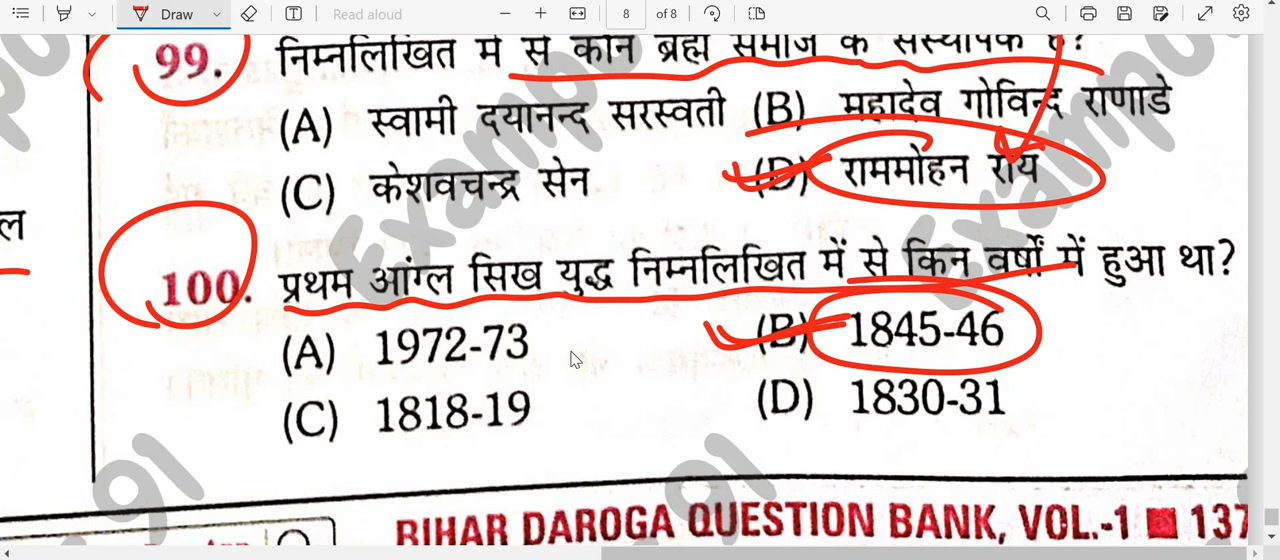 Draw
Read aloud
8 of 8
99. निम्नलिखित में से कौन ब्रह्म समाज के संस्थापक हैं?
(A) स्वामी दयानन्द सरस्वती (B) महादेव गोविन्द राणाडे
(C) केशवचन्द्र सेन (D) राममोहन राय
ल
100. प्रथम आंग्ल सिख युद्ध निम्नलिखित में से किन वर्षों में हुआ था?
(A) 1972-73 (B) 1845-46
(C) 1818-19 (D) 1830-31
BIHAR DAROGA QUESTION BANK, VOL.-1 ■ 137